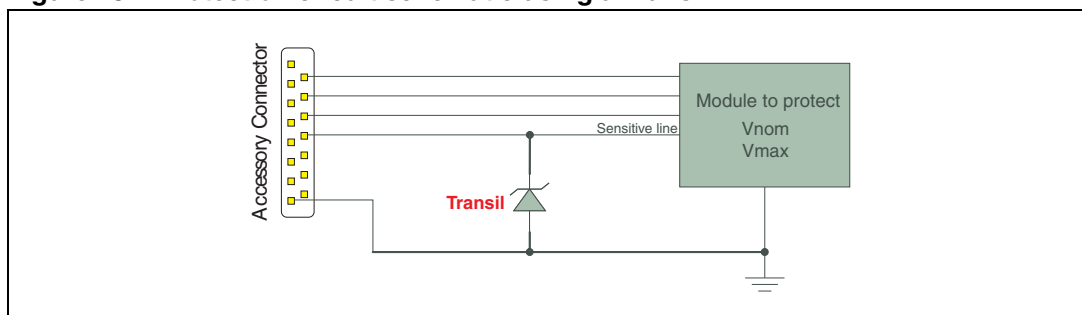 Accessory Connector
Module to protect
Vnom
Vmax
Sensitive line
Transil